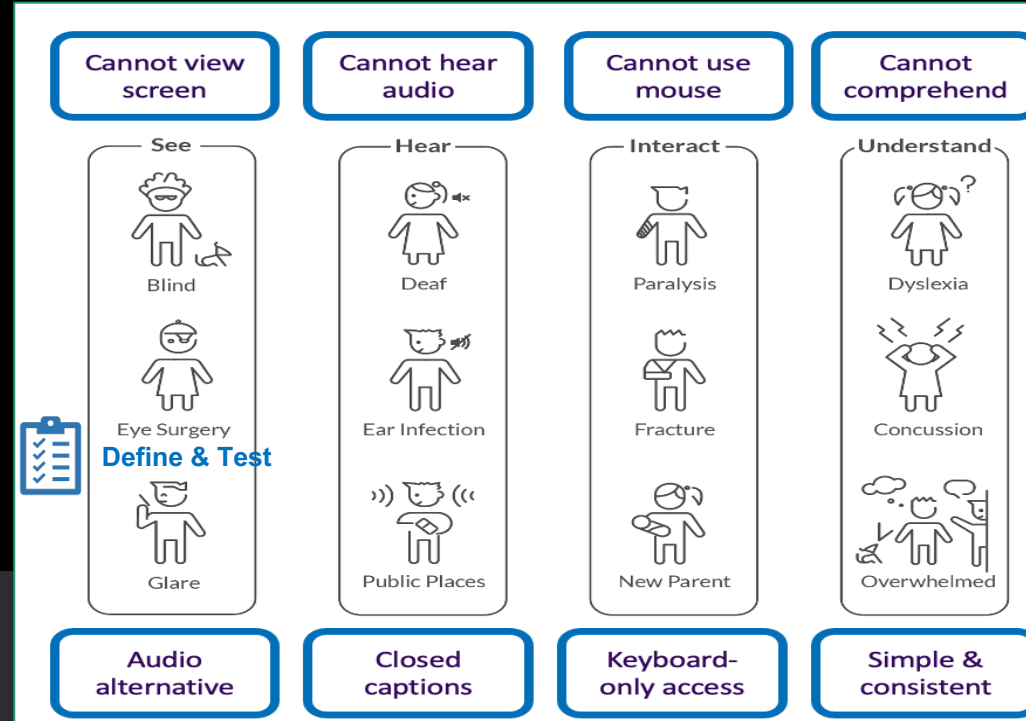 Cannot view
screen
Cannot hear
audio
Cannot use
mouse
Cannot
comprehend
See
Hear
Interact
Understand
?
Blind
Deaf
Paralysis
Dyslexia
Eye Surgery
Ear Infection
Fracture
Concussion
Define & Test
Glare
Public Places
New Parent
Overwhelmed
Audio
alternative
Closed
captions
Keyboard-
only access
Simple &
consistent